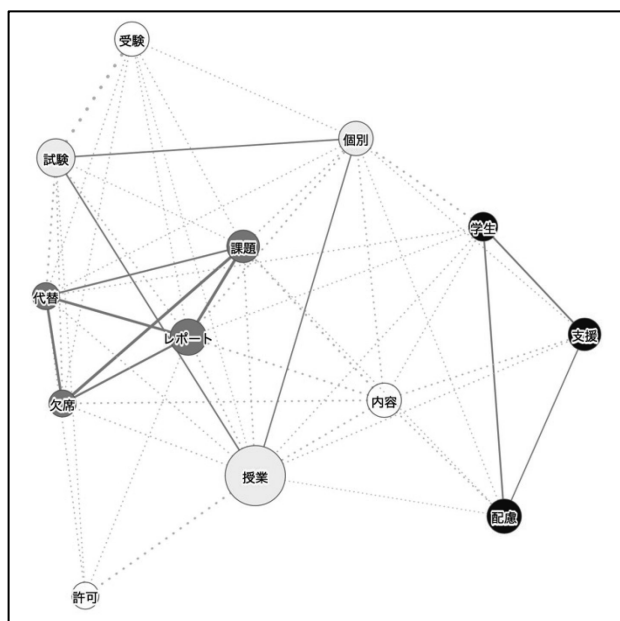 受験
個別
試験
学生
課題
代替
レポート
支援
内容
欠席
授業
配慮
許可